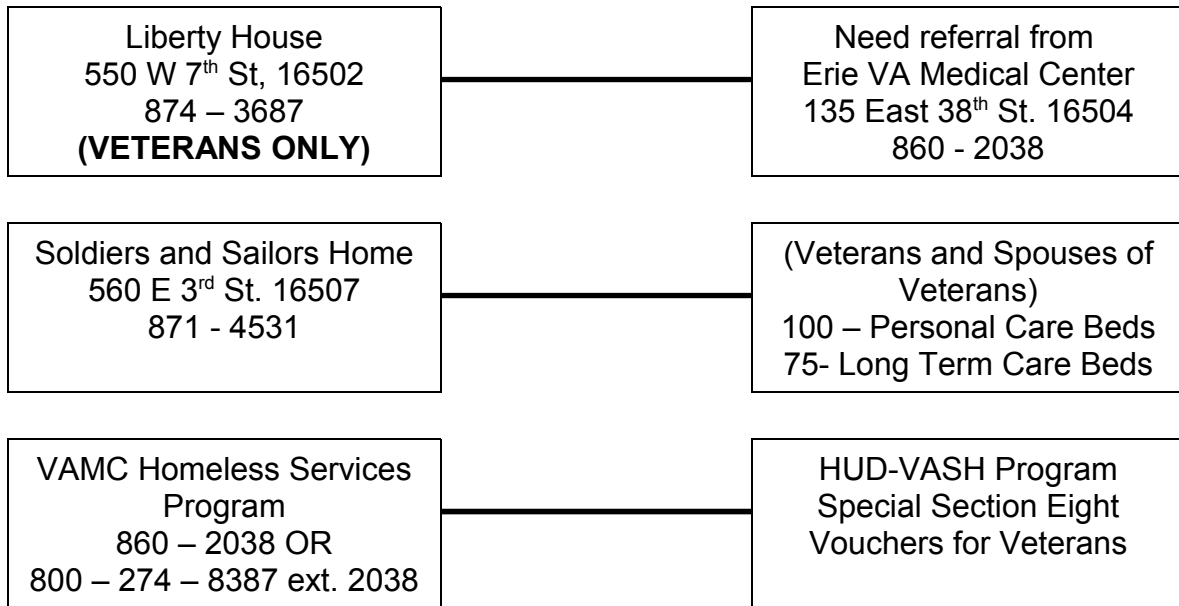 Liberty House
550 W 7th St, 16502
874 – 3687
(VETERANS ONLY)
Need referral from
Erie VA Medical Center
135 East 38th St. 16504
860 - 2038
Soldiers and Sailors Home
560 E 3rd St. 16507
871 - 4531
(Veterans and Spouses of
Veterans)
100 – Personal Care Beds
75- Long Term Care Beds
VAMC Homeless Services
Program
860 – 2038 OR
800 – 274 – 8387 ext. 2038
HUD-VASH Program
Special Section Eight
Vouchers for Veterans